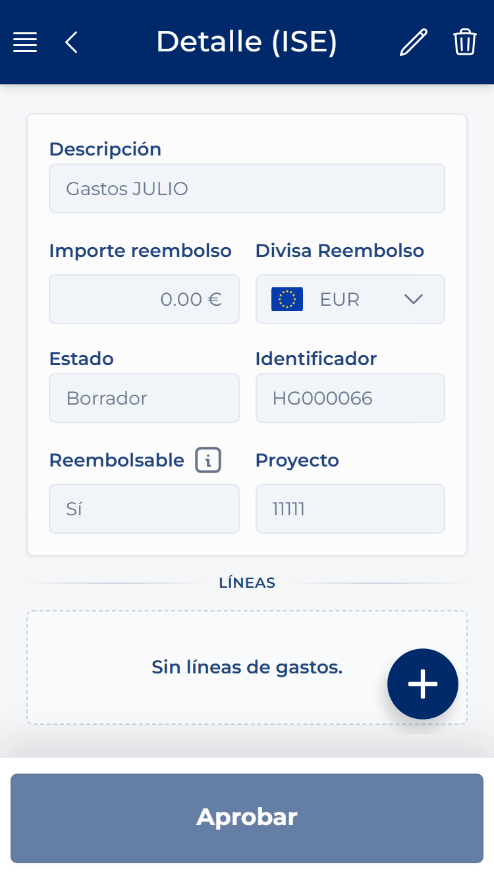 Detalle (ISE)
Descripción
Gastos JULIO
Importe reembolso Divisa Reembolso
0.00 € EUR
Estado Identificador
Borrador HG000066
Reembolsable i Proyecto
Sí 11111
LÍNEAS
Sin líneas de gastos.
Aprobar